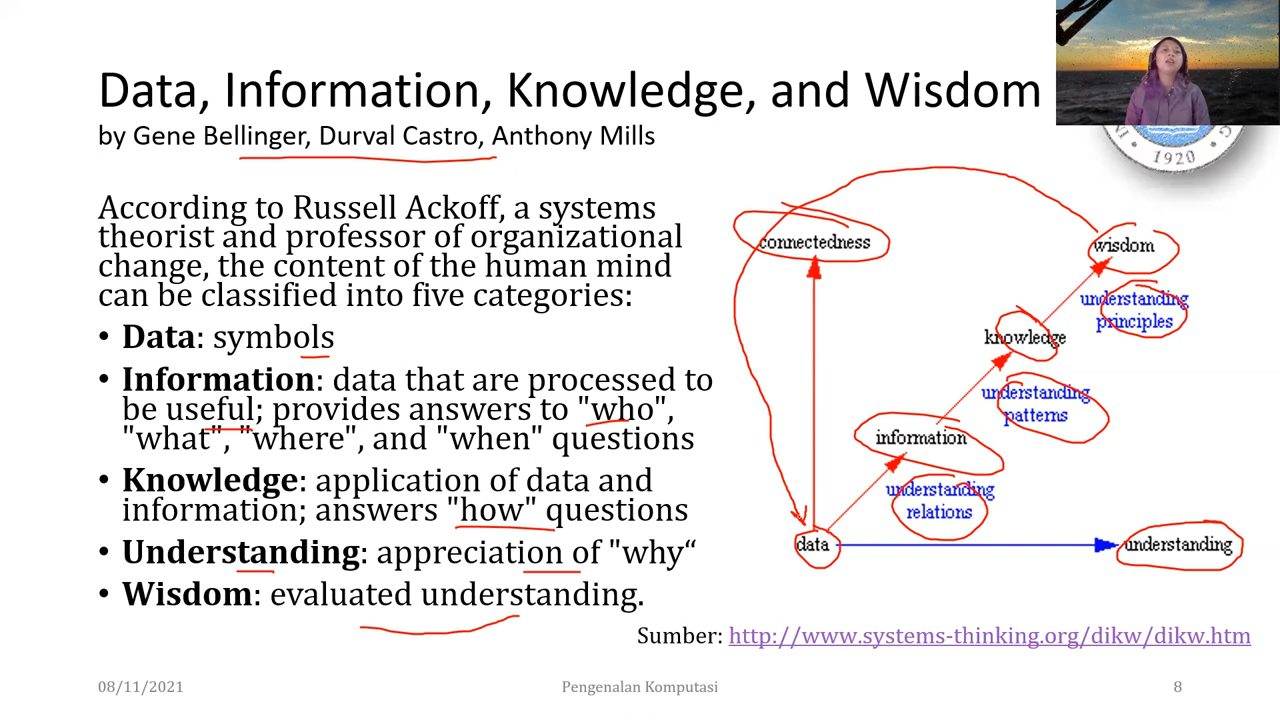 Data, Information, Knowledge, and Wisdom
by Gene Bellinger, Durval Castro, Anthony Mills
1920
According to Russell Ackoff, a systems
theorist and professor of organizational
change, the content of the human mind
can be classified into five categories:
• Data: symbols
• Information: data that are processed to
be useful; provides answers to "who",
"what", "where", and "when" questions
• Knowledge: application of data and
information; answers "how" questions
• Understanding: appreciation of "why“
• Wisdom: evaluated understanding.
connectedness
wisdom
understanding
principles
knowledge
understanding
patterns
information
understanding
relations
data
understanding
Sumber: http://www.systems-thinking.org/dikw/dikw.htm
08/11/2021
Pengenalan Komputasi
8